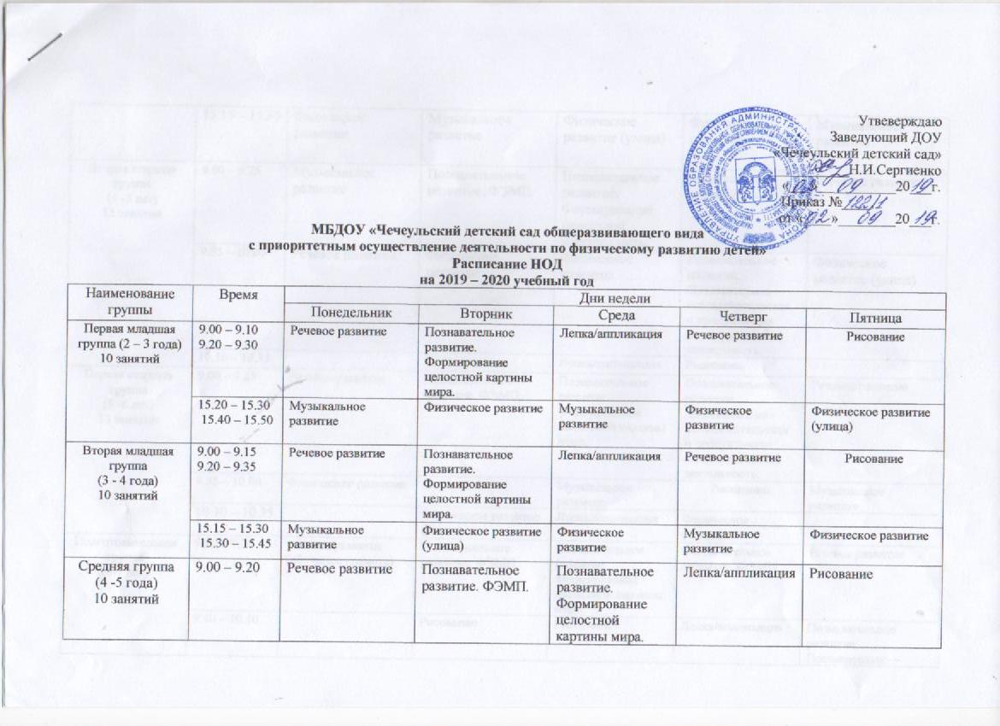 Утвеверждаю
Заведующий ДОУ
«Чечеульский детский сад»
Н.И.Сергиенко
« 03 » 09 2019г.
Приказ № 122/1
от «02» 09 2019г.
МБДОУ «Чечеульский детский сад общеразвивающего вида
с приоритетным осуществление деятельности по физическому развитию детей»
Расписание НОД
на 2019 – 2020 учебный год
Наименование группы Время Дни недели
Понедельник Вторник Среда Четверг Пятница
Первая младшая 9.00 – 9.10 Речевое развитие Познавательное Лепка/аппликация Речевое развитие Рисование
группа (2 – 3 года) 9.20 – 9.30 развитие.
10 занятий Формирование
целостной картины
мира.
15.20 – 15.30 Музыкальное Физическое развитие Музыкальное Физическое Физическое развитие
15.40 – 15.50 развитие развитие развитие (улица)
Вторая младшая 9.00 – 9.15 Речевое развитие Познавательное Лепка/аппликация Речевое развитие Рисование
группа 9.20 – 9.35 развитие.
(3 - 4 года) Формирование
10 занятий целостной картины
мира.
15.15 – 15.30 Музыкальное Физическое развитие Физическое Музыкальное Физическое развитие
15.30 – 15.45 развитие (улица) развитие развитие
Средняя группа 9.00 – 9.20 Речевое развитие Познавательное Познавательное Лепка/аппликация Рисование
(4 -5 года) развитие. ФЭМП. развитие.
10 занятий Формирование
целостной
картины мира.